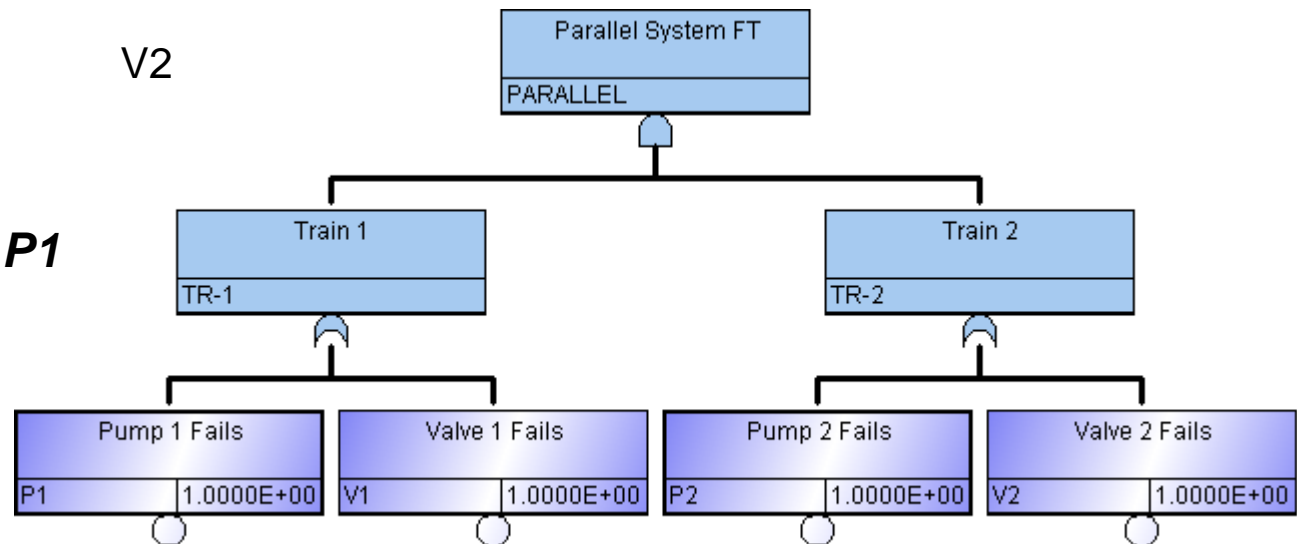 Parallel System FT
V2
PARALLEL
P1
Train 1
Train 2
TR-1
TR-2
Pump 1 Fails
Valve 1 Fails
Pump 2 Fails
Valve 2 Fails
P1 1.0000E+00
V1 1.0000E+00
P2 1.0000E+00
V2 1.0000E+00